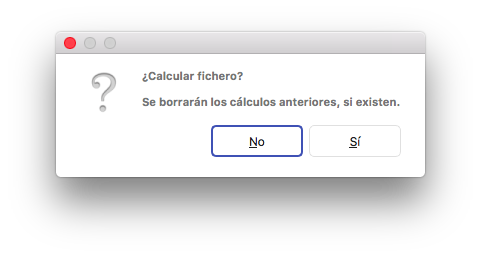 ¿Calcular fichero?
Se borrarán los cálculos anteriores, si existen.
No Sí